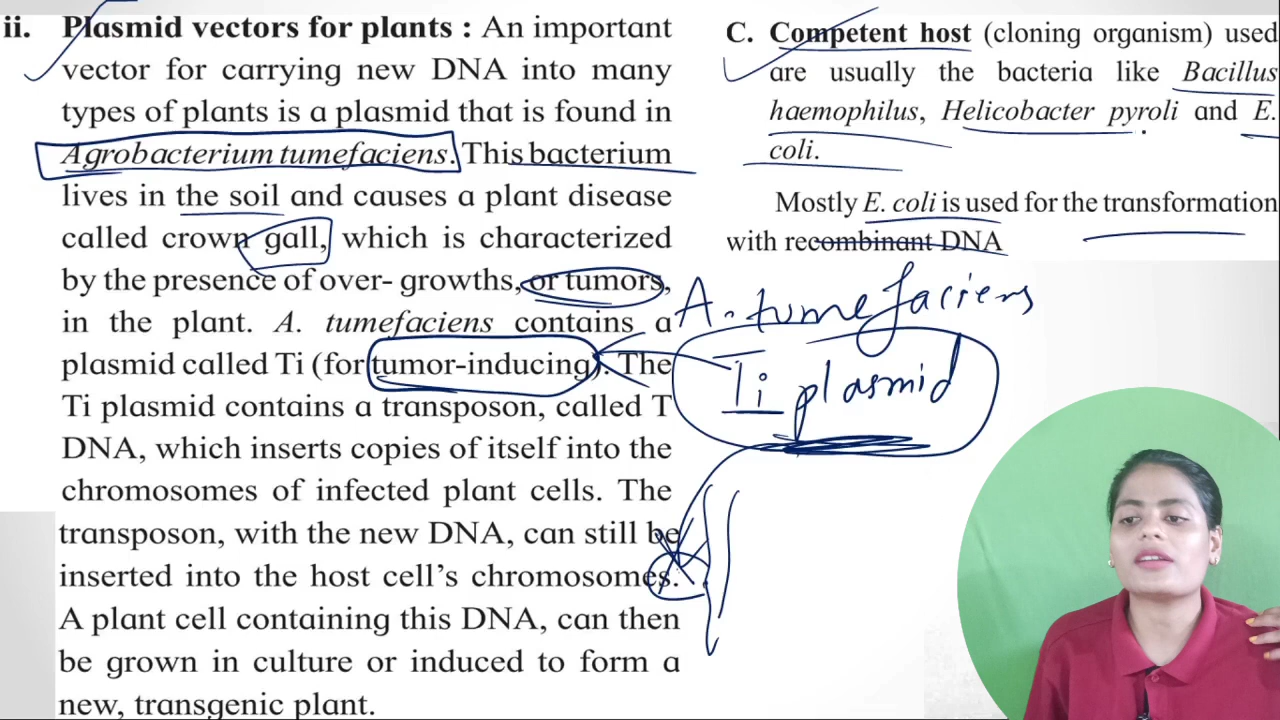 ii. Plasmid vectors for plants : An important
vector for carrying new DNA into many
types of plants is a plasmid that is found in
Agrobacterium tumefaciens. This bacterium
lives in the soil and causes a plant disease
called crown gall, which is characterized
by the presence of over- growths, or tumors,
in the plant. A. tumefaciens contains a
plasmid called Ti (for tumor-inducing). The
Ti plasmid contains a transposon, called T
DNA, which inserts copies of itself into the
chromosomes of infected plant cells. The
transposon, with the new DNA, can still be
inserted into the host cell's chromosomes.
A plant cell containing this DNA, can then
be grown in culture or induced to form a
new, transgenic plant.
C. Competent host (cloning organism) used
are usually the bacteria like Bacillus
haemophilus, Helicobacter pyroli and E.
coli.
Mostly E. coli is used for the transformation
with recombinant DNA
A. tumefaciens
Ti plasmid